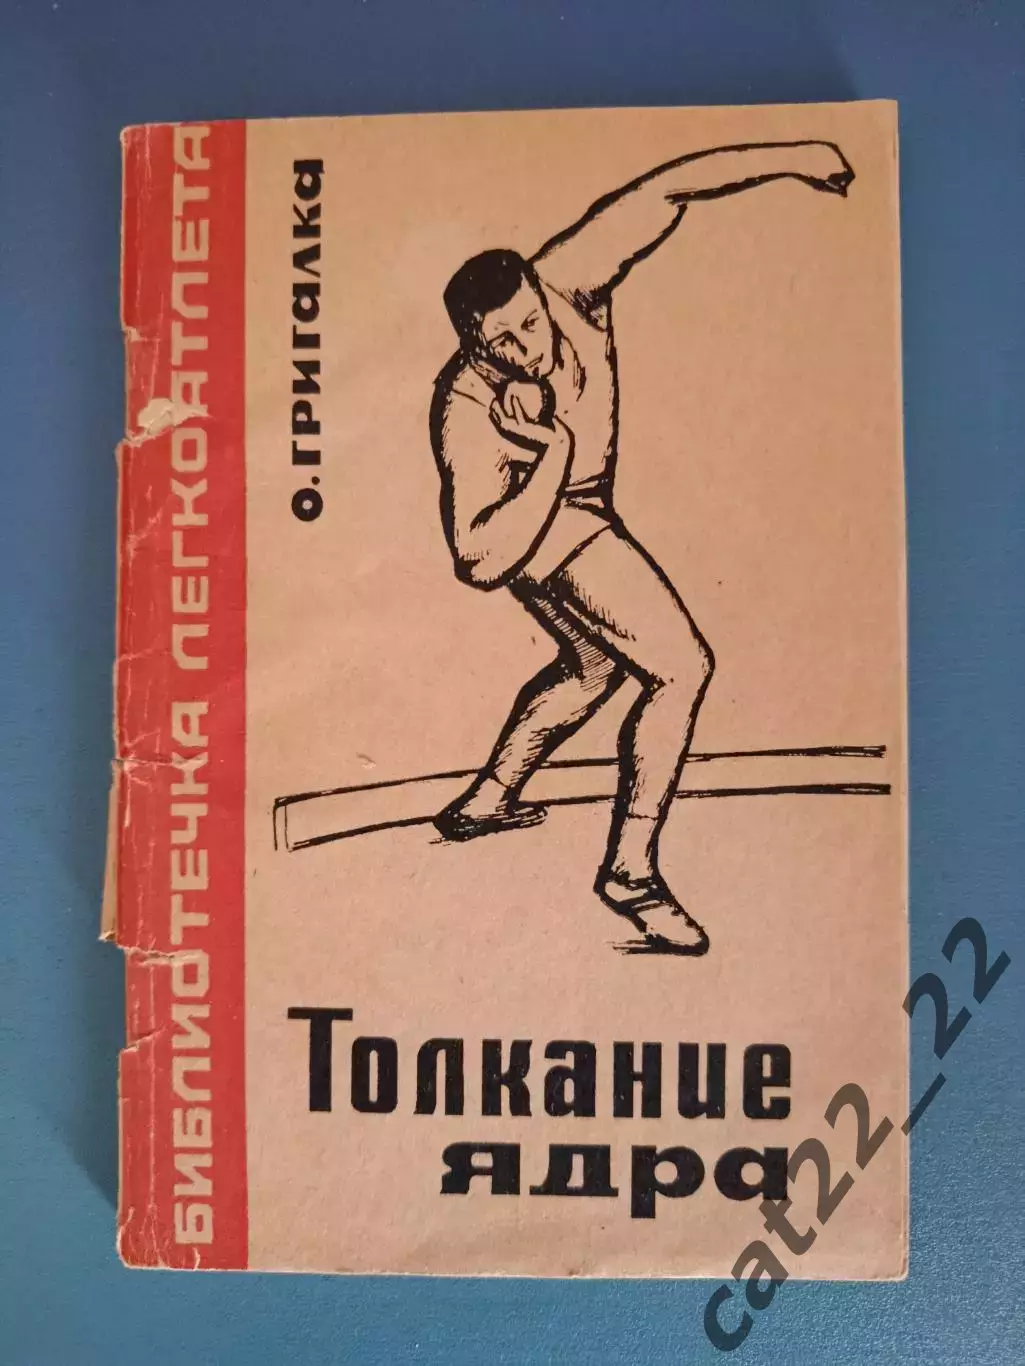 БИБЛИОТЕЧКА ЛЕГКОАТЛЕТА
О. ГРИГАЛКА
Толкание
ядра
cat22_22